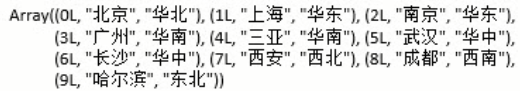 Array((0L, "北京", "华北"), (1L, "上海", "华东"), (2L, "南京", "华东"),
(3L, "广州", "华南"), (4L, "三亚", "华南"), (5L, "武汉", "华中"),
(6L, "长沙", "华中"), (7L, "西安", "西北"), (8L, "成都", "西南"),
(9L, "哈尔滨", "东北"))